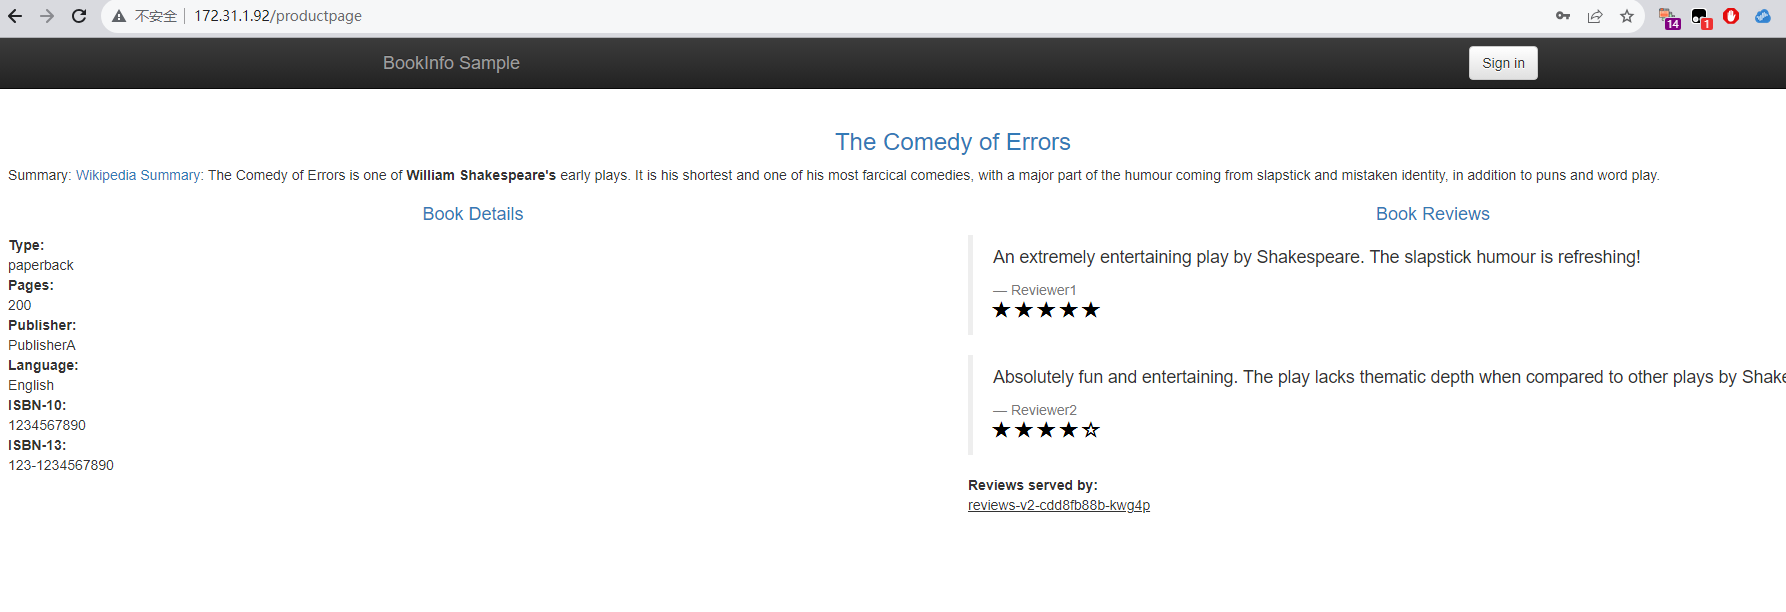 不安全 172.31.1.92/productpage
14 1
BookInfo Sample
Sign in
The Comedy of Errors
Summary: Wikipedia Summary: The Comedy of Errors is one of William Shakespeare's early plays. It is his shortest and one of his most farcical comedies, with a major part of the humour coming from slapstick and mistaken identity, in addition to puns and word play.
Book Details
Type:
paperback
Pages:
200
Publisher:
PublisherA
Language:
English
ISBN-10:
1234567890
ISBN-13:
123-1234567890
Book Reviews
An extremely entertaining play by Shakespeare. The slapstick humour is refreshing!
— Reviewer1
★★★★★
Absolutely fun and entertaining. The play lacks thematic depth when compared to other plays by Shake
— Reviewer2
★★★★☆
Reviews served by:
reviews-v2-cdd8fb88b-kwg4p